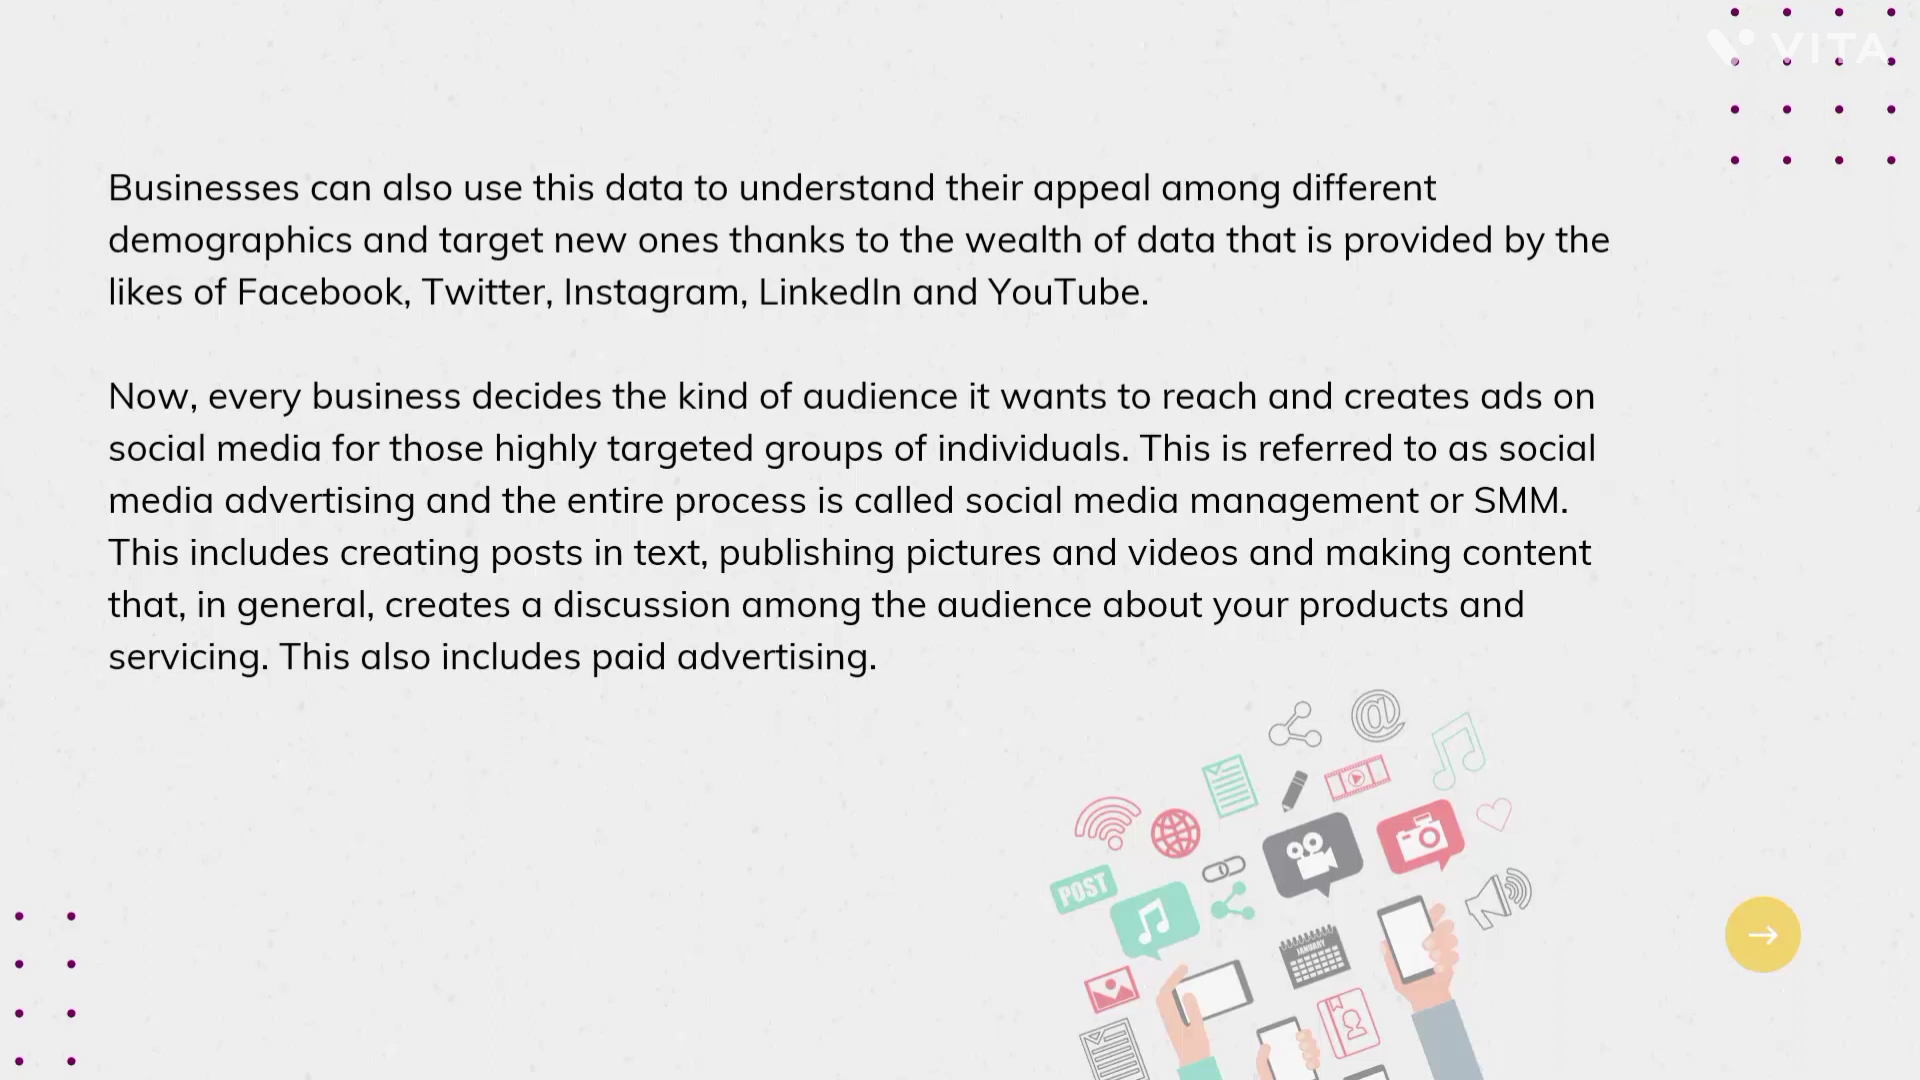 VITA
Businesses can also use this data to understand their appeal among different
demographics and target new ones thanks to the wealth of data that is provided by the
likes of Facebook, Twitter, Instagram, LinkedIn and YouTube.
Now, every business decides the kind of audience it wants to reach and creates ads on
social media for those highly targeted groups of individuals. This is referred to as social
media advertising and the entire process is called social media management or SMM.
This includes creating posts in text, publishing pictures and videos and making content
that, in general, creates a discussion among the audience about your products and
servicing. This also includes paid advertising.
@
POST
JANUARY